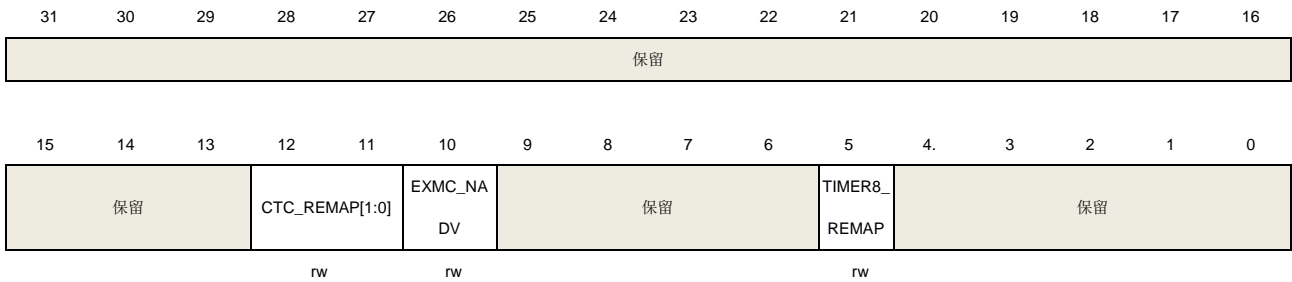 31 30 29 28 27 26 25 24 23 22 21 20 19 18 17 16
保留
15 14 13 12 11 10 9 8 7 6 5 4. 3 2 1 0
保留 CTC_REMAP[1:0] EXMC_NA DV 保留 TIMER8_ REMAP 保留
rw rw rw